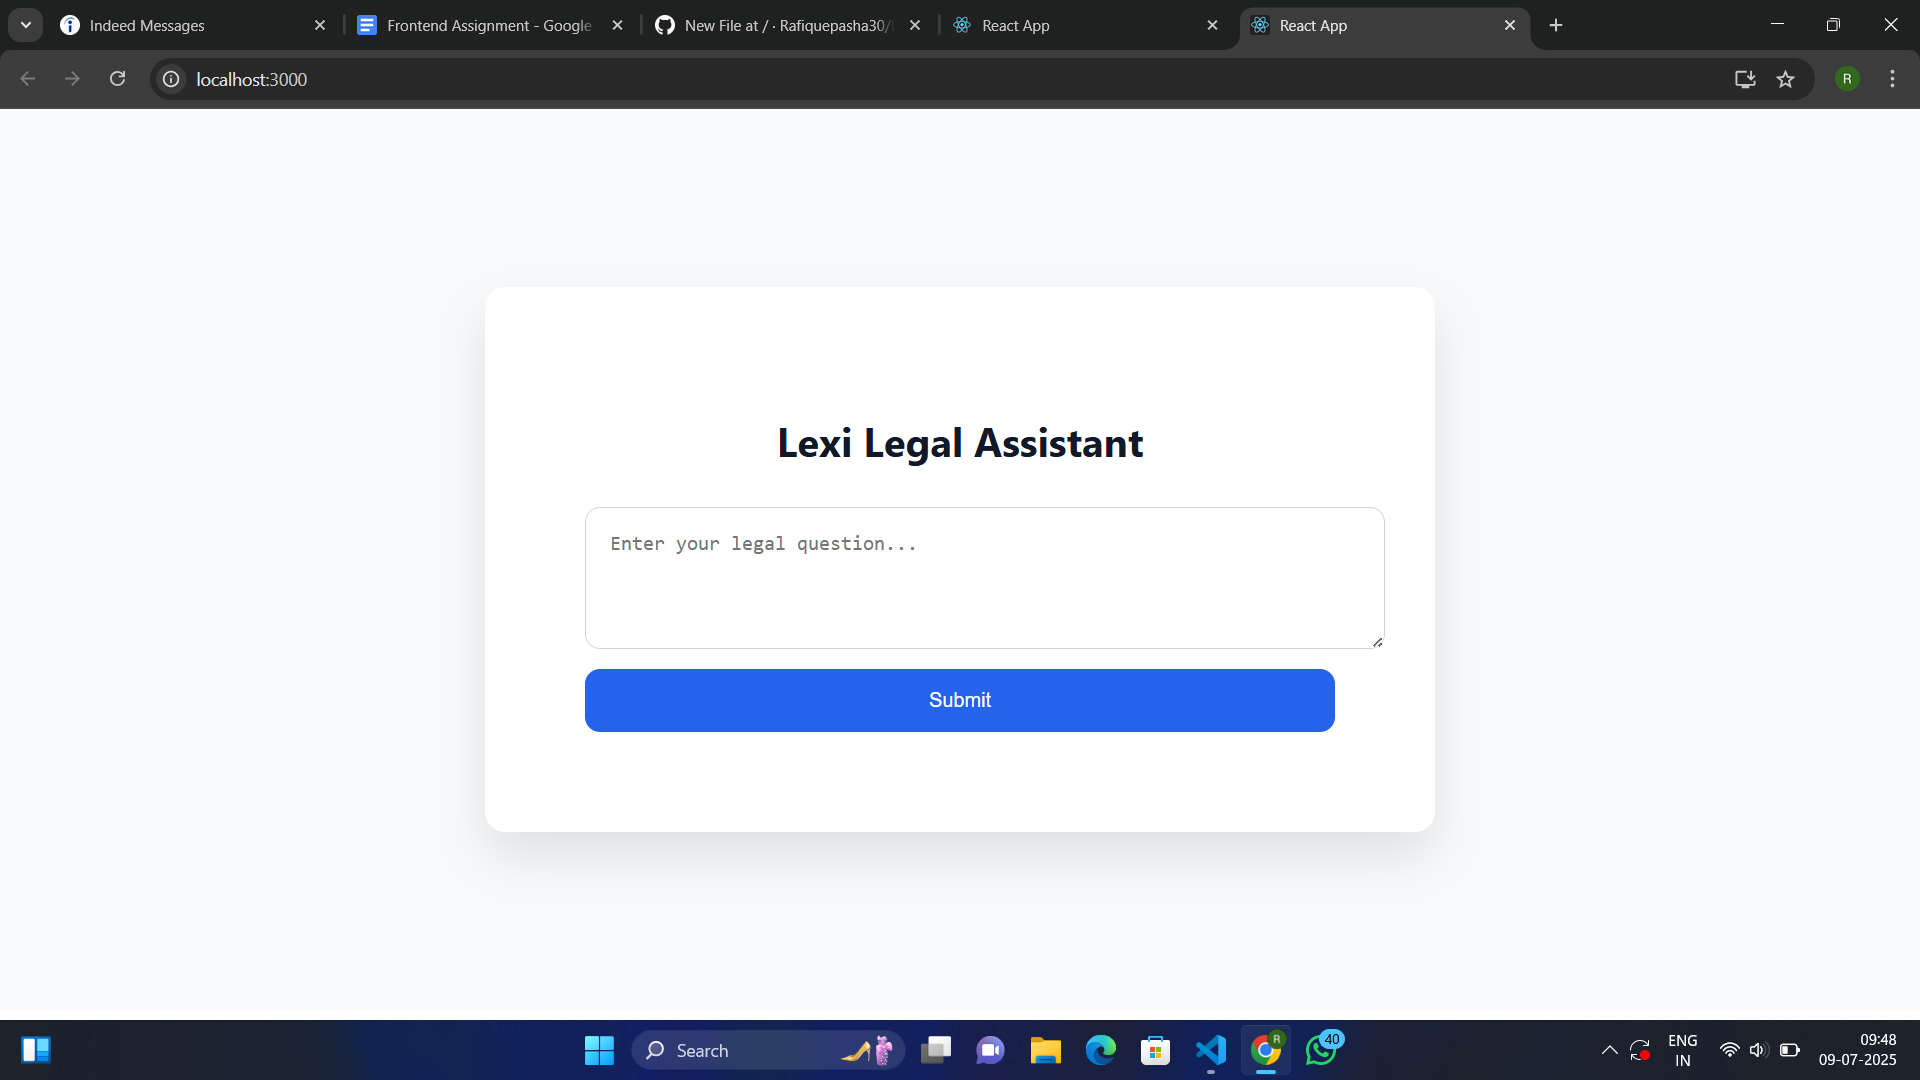 Indeed Messages
Frontend Assignment - Google
New File at / · Rafiquepasha30/
React App
React App
localhost:3000
R
Lexi Legal Assistant
Enter your legal question...
Submit
Search
R
40
ENG
IN
09:48
09-07-2025